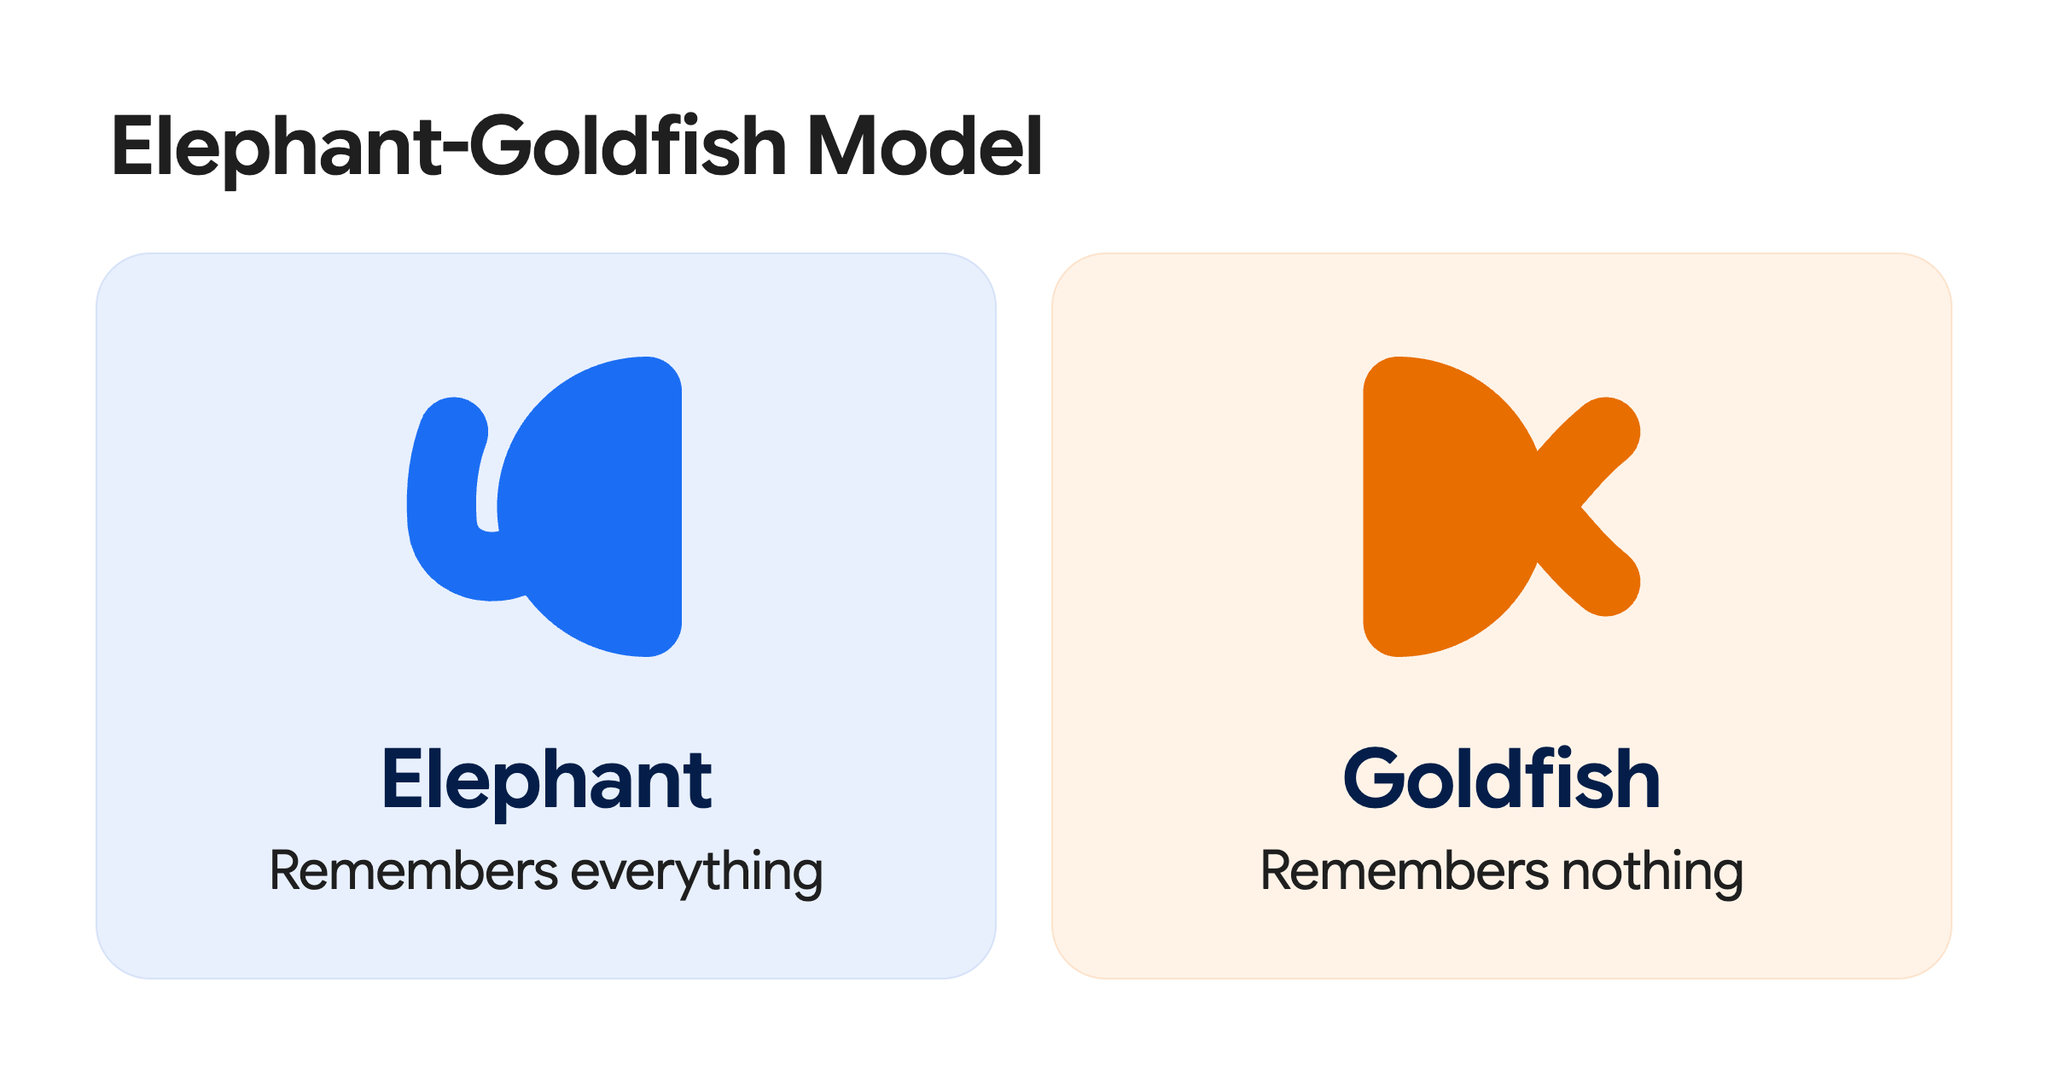 Elephant-Goldfish Model
Elephant
Remembers everything
Goldfish
Remembers nothing